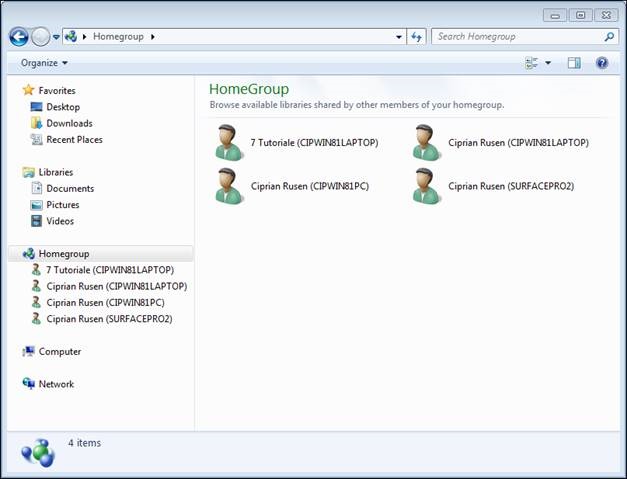 Homegroup
Search Homegroup
Organize
Favorites
Desktop
Downloads
Recent Places
Libraries
Documents
Pictures
Videos
Homegroup
7 Tutoriale (CIPWIN81LAPTOP)
Ciprian Rusen (CIPWIN81LAPTOP)
Ciprian Rusen (CIPWIN81PC)
Ciprian Rusen (SURFACEPRO2)
Computer
Network
HomeGroup
Browse available libraries shared by other members of your homegroup.
7 Tutoriale (CIPWIN81LAPTOP)
Ciprian Rusen (CIPWIN81LAPTOP)
Ciprian Rusen (CIPWIN81PC)
Ciprian Rusen (SURFACEPRO2)
4 items